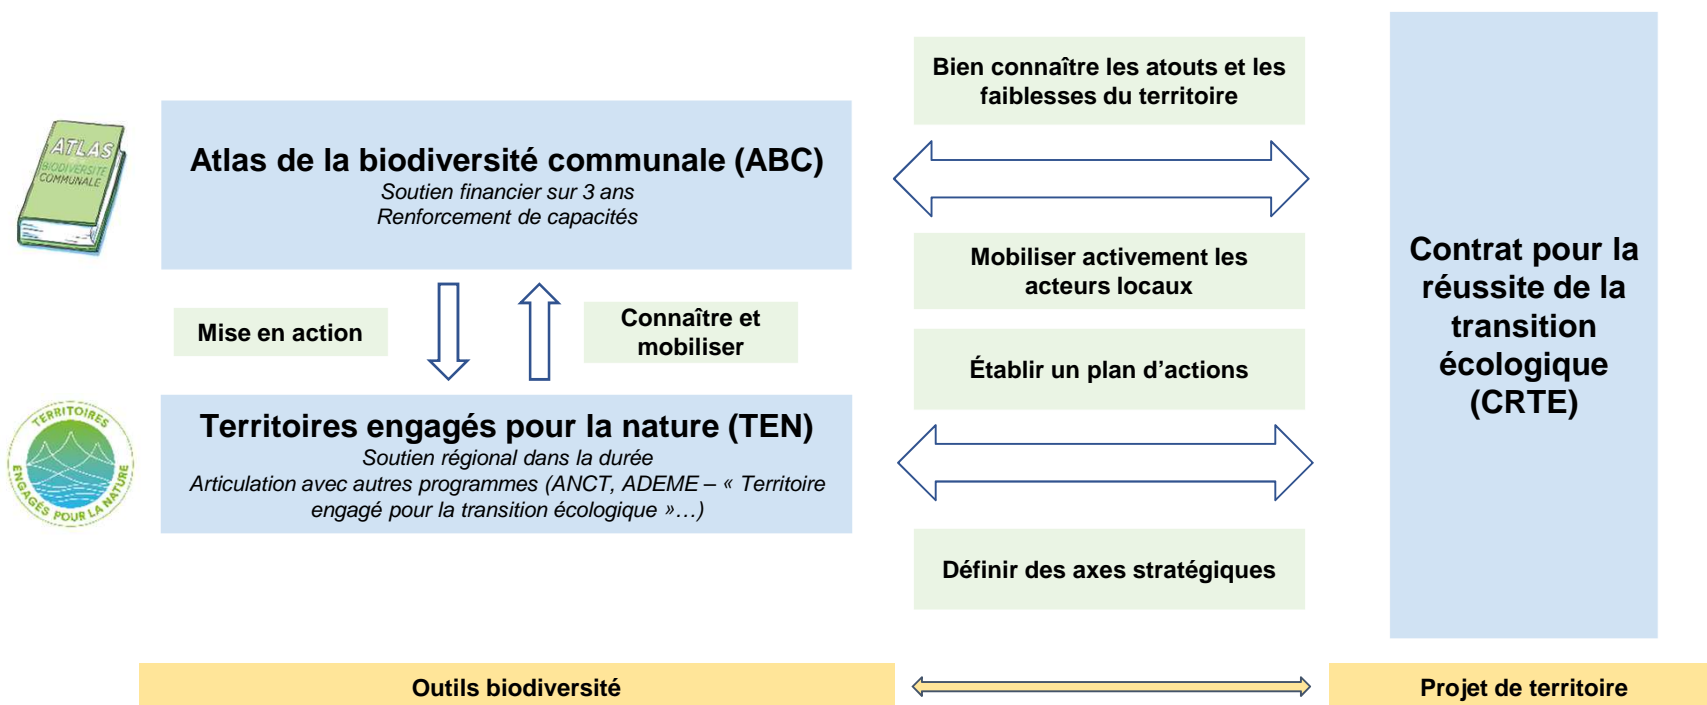 ATLAS
BIODIVERSITÉ
COMMUNALE
Atlas de la biodiversité communale (ABC)
Soutien financier sur 3 ans
Renforcement de capacités
Mise en action
Connaître et
mobiliser
TERRITOIRES
ENGAGÉS POUR LA NATURE
Territoires engagés pour la nature (TEN)
Soutien régional dans la durée
Articulation avec autres programmes (ANCT, ADEME – « Territoire
engagé pour la transition écologique »…)
Bien connaître les atouts et les
faiblesses du territoire
Mobiliser activement les
acteurs locaux
Établir un plan d’actions
Définir des axes stratégiques
Contrat pour la
réussite de la
transition
écologique
(CRTE)
Outils biodiversité
Projet de territoire